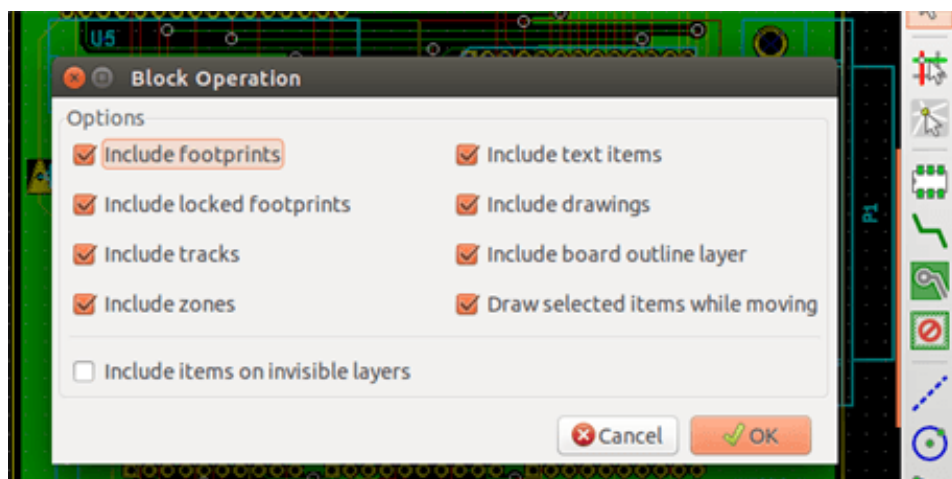 U5
Block Operation
Options
Include footprints
Include text items
Include locked footprints
Include drawings
Include tracks
Include board outline layer
Include zones
Draw selected items while moving
Include items on invisible layers
Cancel
OK
P1